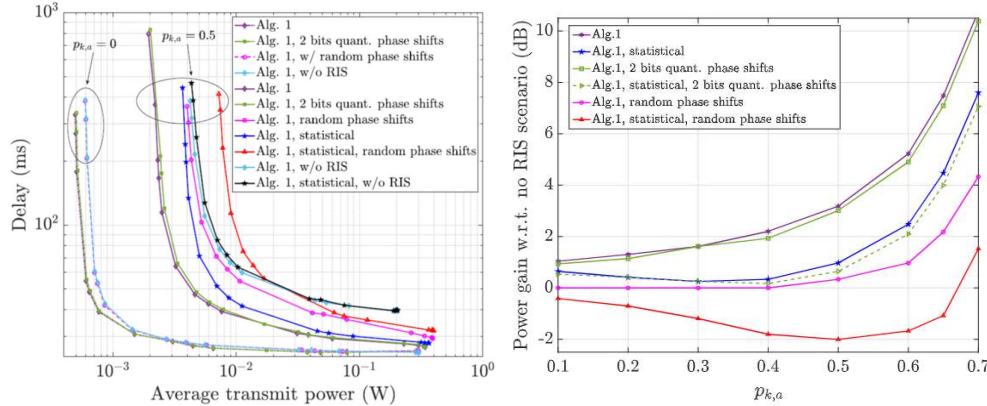 10³
p_{k,a} = 0
p_{k,a} = 0.5
Alg. 1
Alg. 1, 2 bits quant. phase shifts
Alg. 1, w/ random phase shifts
Alg. 1, w/o RIS
Alg. 1
Alg. 1, 2 bits quant. phase shifts
Alg. 1, random phase shifts
Alg. 1, statistical
Alg. 1, statistical, random phase shifts
Alg. 1, w/o RIS
Alg. 1, statistical, w/o RIS
Delay (ms)
10²
10⁻³ 10⁻² 10⁻¹ 10⁰
Average transmit power (W)
Alg.1
Alg.1, statistical
Alg.1, 2 bits quant. phase shifts
Alg.1, statistical, 2 bits quant. phase shifts
Alg.1, random phase shifts
Alg.1, statistical, random phase shifts
Power gain w.r.t. no RIS scenario (dB)
10
8
6
4
2
0
-2
0.1 0.2 0.3 0.4 0.5 0.6 0.7
p_{k,a}